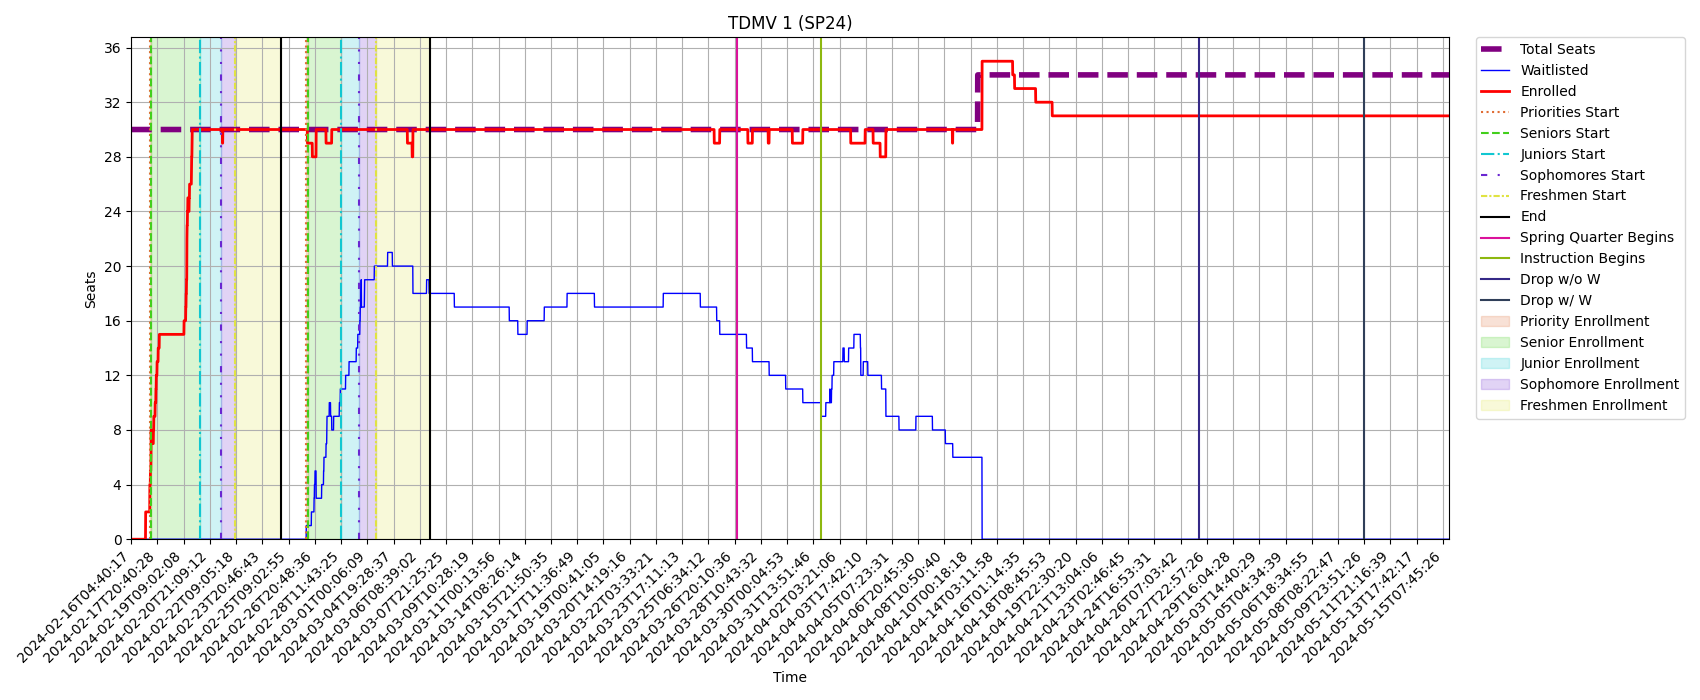 TDMV 1 (SP24)
Seats
36
32
28
24
20
16
12
8
4
0
2024-02-16T04:40:17
2024-02-17T20:40:28
2024-02-19T09:02:08
2024-02-20T21:09:12
2024-02-22T09:05:18
2024-02-23T20:46:43
2024-02-25T09:02:55
2024-02-26T20:48:36
2024-02-28T11:43:25
2024-03-01T00:06:09
2024-03-04T19:28:37
2024-03-06T08:39:02
2024-03-07T21:25:25
2024-03-09T10:28:19
2024-03-11T00:13:56
2024-03-14T08:26:14
2024-03-15T21:50:35
2024-03-17T11:36:49
2024-03-19T00:41:05
2024-03-20T14:19:16
2024-03-22T03:33:21
2024-03-23T17:11:13
2024-03-25T06:34:12
2024-03-26T20:10:36
2024-03-28T10:43:32
2024-03-30T00:04:53
2024-03-31T13:51:46
2024-04-02T03:21:06
2024-04-03T17:42:10
2024-04-05T07:23:31
2024-04-06T20:45:30
2024-04-08T10:50:40
2024-04-10T00:18:18
2024-04-14T03:11:58
2024-04-16T01:14:35
2024-04-18T08:45:53
2024-04-19T22:30:20
2024-04-21T13:04:06
2024-04-23T02:46:45
2024-04-24T16:53:31
2024-04-26T07:03:42
2024-04-27T22:57:26
2024-04-29T16:04:28
2024-05-03T14:40:29
2024-05-05T04:34:39
2024-05-06T18:34:55
2024-05-08T08:22:47
2024-05-09T23:51:26
2024-05-11T21:16:39
2024-05-13T17:42:17
2024-05-15T07:45:26
Time
Total Seats
Waitlisted
Enrolled
Priorities Start
Seniors Start
Juniors Start
Sophomores Start
Freshmen Start
End
Spring Quarter Begins
Instruction Begins
Drop w/o W
Drop w/ W
Priority Enrollment
Senior Enrollment
Junior Enrollment
Sophomore Enrollment
Freshmen Enrollment